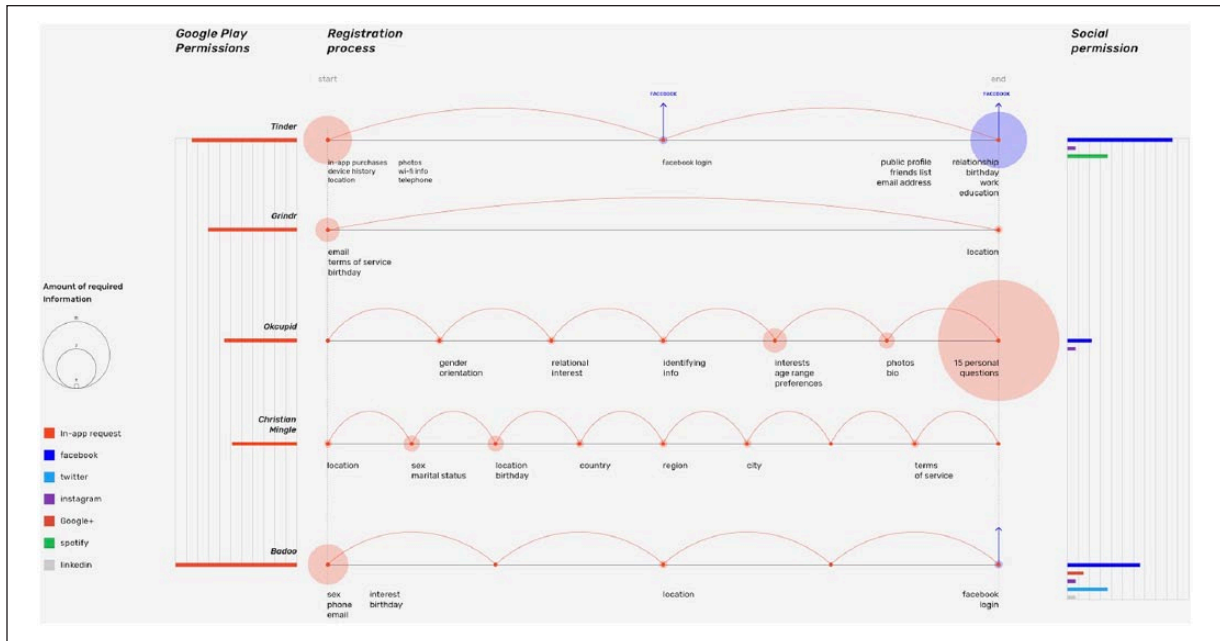 Google Play
Permissions
Registration
process
Social
permission
start
end
FACEBOOK
FACEBOOK
Tinder
in-app purchases
device history
location
photos
wi-fi info
telephone
facebook login
public profile
friends list
email address
relationship
birthday
work
education
Grindr
email
terms of service
birthday
location
Amount of required
information
Okcupid
gender
orientation
relational
interest
identifying
info
interests
age range
preferences
photos
bio
15 personal
questions
Christian
Mingle
location
sex
marital status
location
birthday
country
region
city
terms
of service
In-app request
facebook
twitter
instagram
Google+
spotify
linkedin
Badoo
sex
phone
email
interest
birthday
location
facebook
login